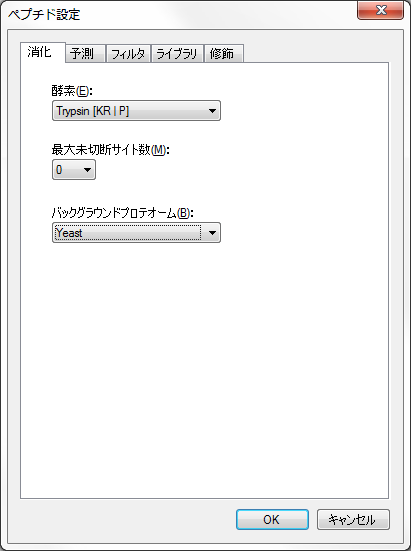 ペプチド設定
消化
予測
フィルタ
ライブラリ
修飾
酵素(E):
Trypsin [KR | P]
最大未切断サイト数(M):
0
バックグラウンドプロテオーム(B):
Yeast
OK
キャンセル